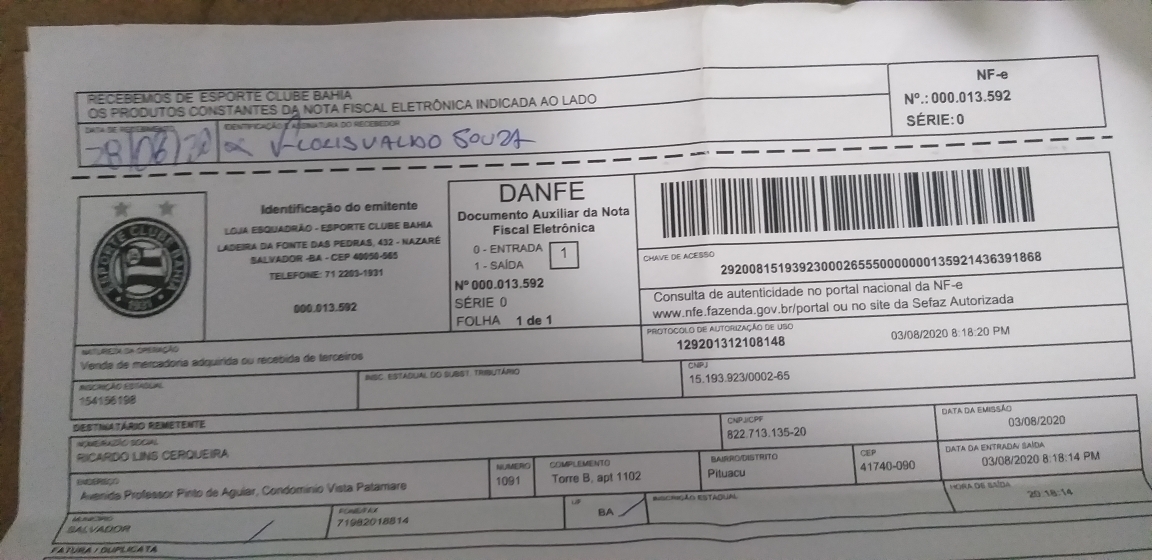 RECEBEMOS DE ESPORTE CLUBE BAHIA
OS PRODUTOS CONSTANTES DA NOTA FISCAL ELETRÔNICA INDICADA AO LADO
NF-e
Nº.: 000.013.592
SÉRIE: 0
DATA DE RECEBIMENTO
IDENTIFICAÇÃO E ASSINATURA DO RECEBEDOR
SOUZA
ESPORTE CLUBE BAHIA
1931
Identificação do emitente
LOJA ESQUADRÃO - ESPORTE CLUBE BAHIA
LADEIRA DA FONTE DAS PEDRAS, 432 - NAZARÉ
SALVADOR -BA - CEP 40050-565
TELEFONE: 71 2203-1931
000.013.592
DANFE
Documento Auxiliar da Nota
Fiscal Eletrônica
0 - ENTRADA
1 - SAÍDA
1
Nº 000.013.592
SÉRIE 0
FOLHA 1 de 1
CHAVE DE ACESSO
Consulta de autenticidade no portal nacional da NF-e
www.nfe.fazenda.gov.br/portal ou no site da Sefaz Autorizada
PROTOCOLO DE AUTORIZAÇÃO DE USO
129201312108148 03/08/2020 8:18:20 PM
NATUREZA DA OPERAÇÃO
Venda de mercadoria adquirida ou recebida de terceiros
INSCRIÇÃO ESTADUAL
154156198
INSC. ESTADUAL DO SUBST. TRIBUTÁRIO
CNPJ
15.193.923/0002-65
DESTINATÁRIO REMETENTE
NOME/RAZÃO SOCIAL
RICARDO LINS CERQUEIRA
CNPJ/CPF
822.713.135-20
DATA DA EMISSÃO
03/08/2020
ENDEREÇO
Avenida Professor Pinto de Aguiar, Condominio Vista Patamare
NUMERO
1091
COMPLEMENTO
Torre B, apt 1102
BAIRRO/DISTRITO
Pituacu
CEP
41740-090
DATA DA ENTRADA/ SAÍDA
03/08/2020 8:18:14 PM
MUNICÍPIO
SALVADOR
FONE/FAX
71982018814
UF
BA
INSCRIÇÃO ESTADUAL
HORA DE SAÍDA
20:18:14
FATURA / DUPLICATA